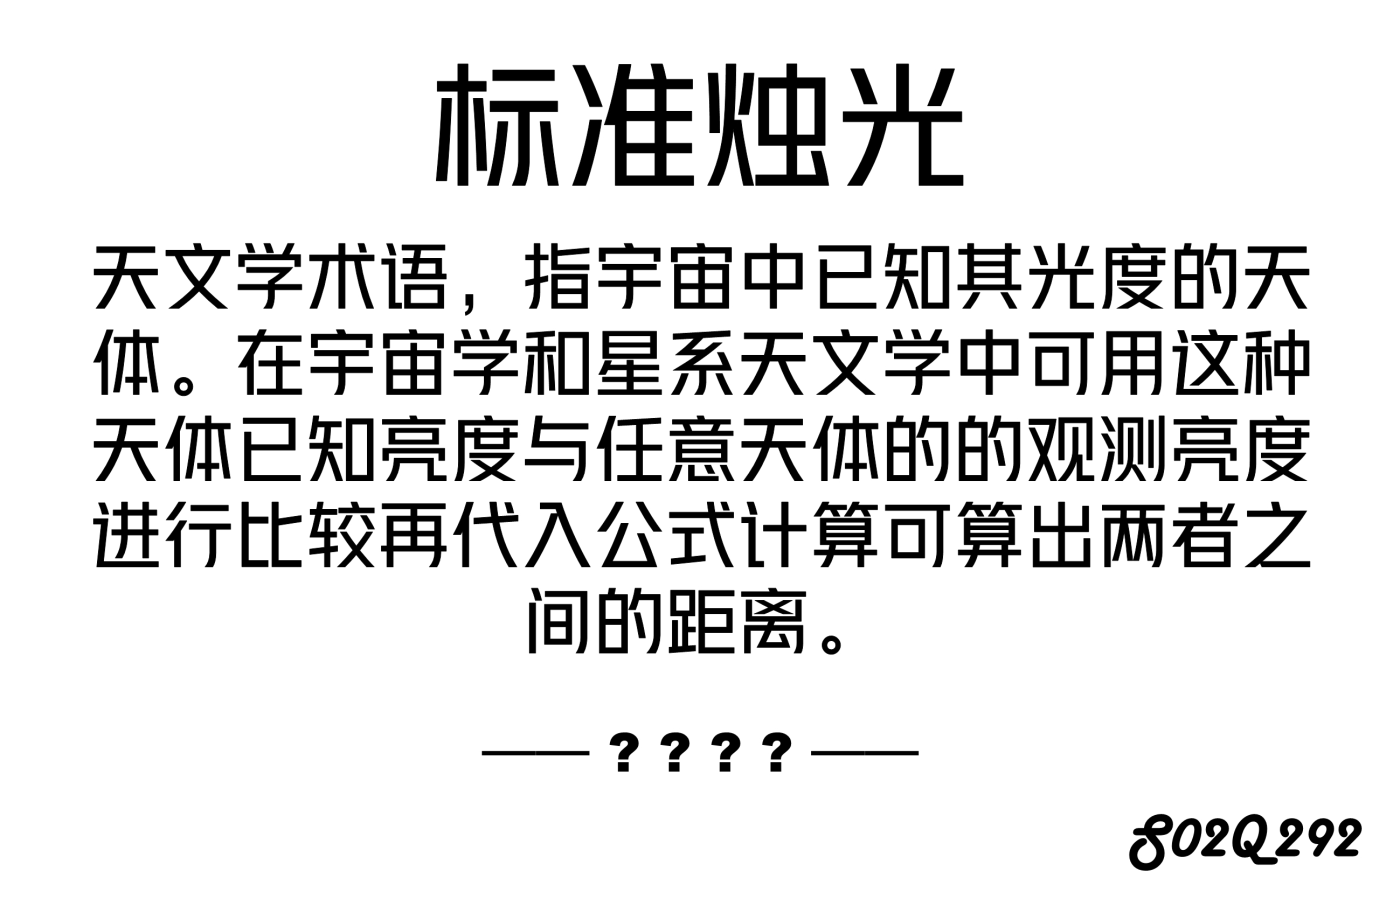 标准烛光
天文学术语，指宇宙中已知其光度的天
体。在宇宙学和星系天文学中可用这种
天体已知亮度与任意天体的的观测亮度
进行比较再代入公式计算可算出两者之
间的距离。
——？？？？——
S02Q292